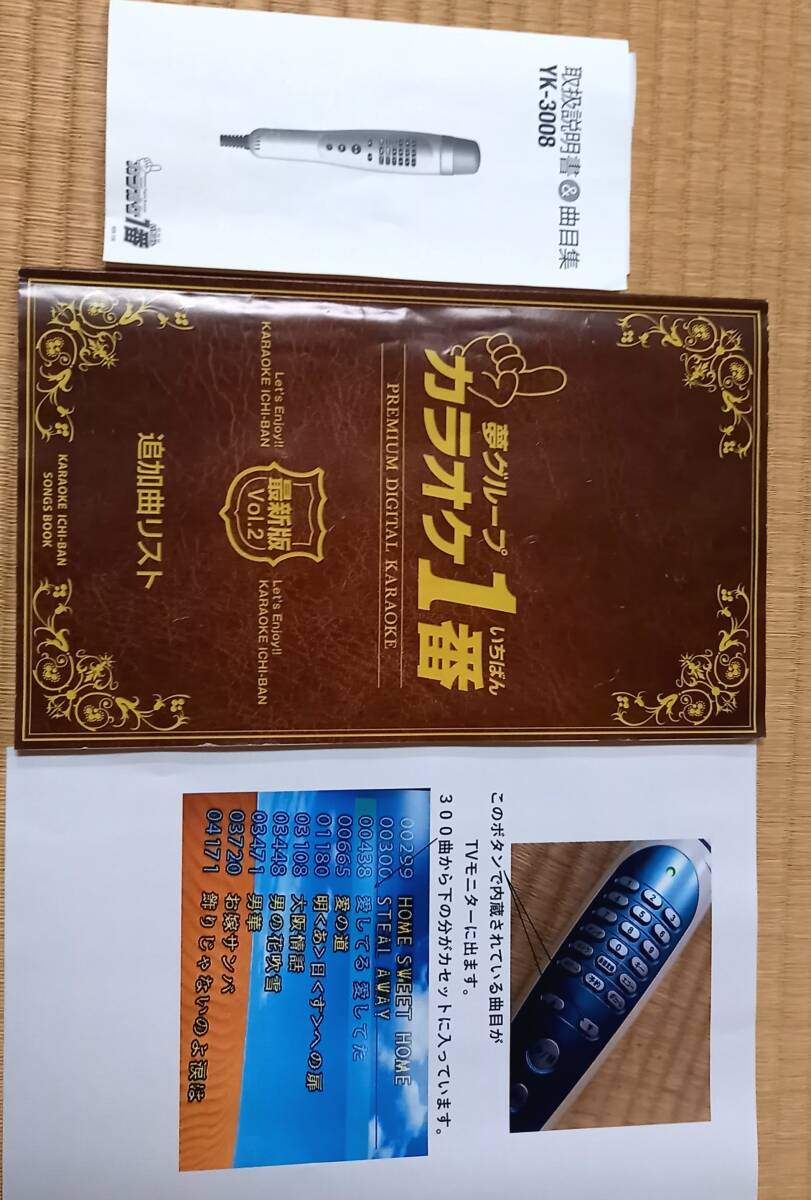 取扱説明書&曲目集
YK-3008
カラオケ1番
夢グループ
カラオケ1番
いちばん
PREMIUM DIGITAL KARAOKE
Let's Enjoy!!
KARAOKE ICHI-BAN
最新版
Vol.2
Let's Enjoy!!
KARAOKE ICHI-BAN
追加曲リスト
KARAOKE ICHI-BAN
SONGS BOOK
このボタンで内蔵されている曲目が
TVモニターに出ます。
300曲から下の分がカセットに入っています。
00299 HOME SWEET HOME
00300 STEAL AWAY
00438 愛してる 愛してた
00665 愛の道
01180 明<あ>日<す>への扉
03108 大阪情話
03448 男の花吹雪
03471 男華
03720 お嫁サンバ
04171 飾りじゃないのよ涙は